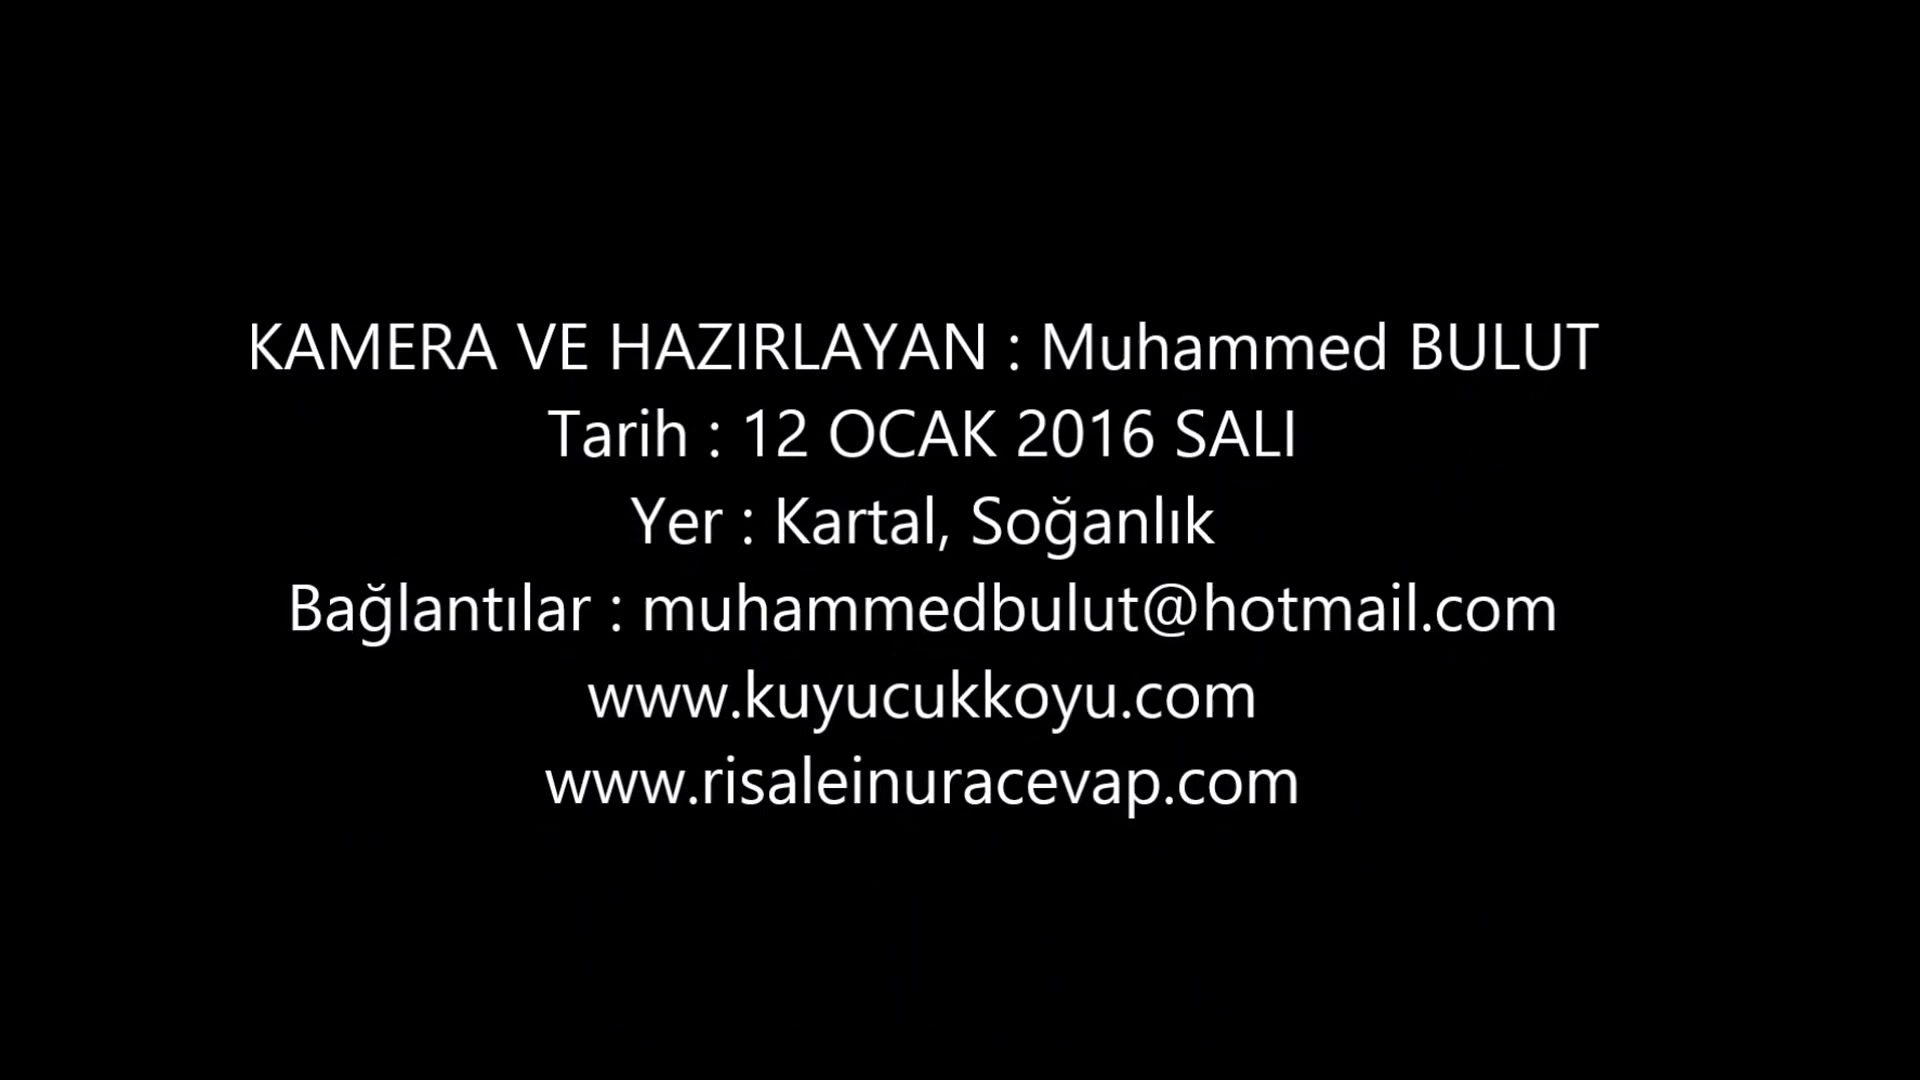 KAMERA VE HAZIRLAYAN : Muhammed BULUT
Tarih : 12 OCAK 2016 SALI
Yer : Kartal, Soğanlık
Bağlantılar : muhammedbulut@hotmail.com
www.kuyucukkoyu.com
www.risaleinuracevap.com